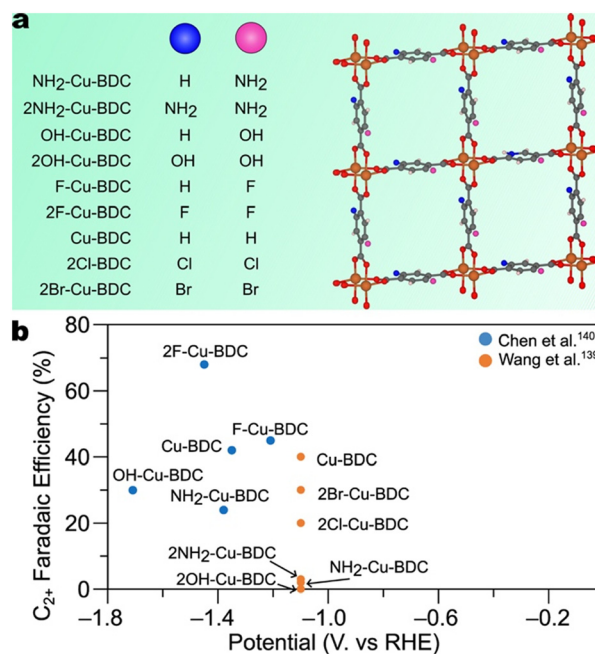 a
NH2-Cu-BDC H NH2
2NH2-Cu-BDC NH2 NH2
OH-Cu-BDC H OH
2OH-Cu-BDC OH OH
F-Cu-BDC H F
2F-Cu-BDC F F
Cu-BDC H H
2Cl-BDC Cl Cl
2Br-Cu-BDC Br Br
b
C2+ Faradaic Efficiency (%)
80
60
40
20
0
Chen et al.140
Wang et al.139
2F-Cu-BDC
F-Cu-BDC
Cu-BDC
Cu-BDC
OH-Cu-BDC
NH2-Cu-BDC
2Br-Cu-BDC
2Cl-Cu-BDC
2NH2-Cu-BDC
NH2-Cu-BDC
2OH-Cu-BDC
–1.8 –1.4 –1.0 –0.6 –0.2
Potential (V. vs RHE)